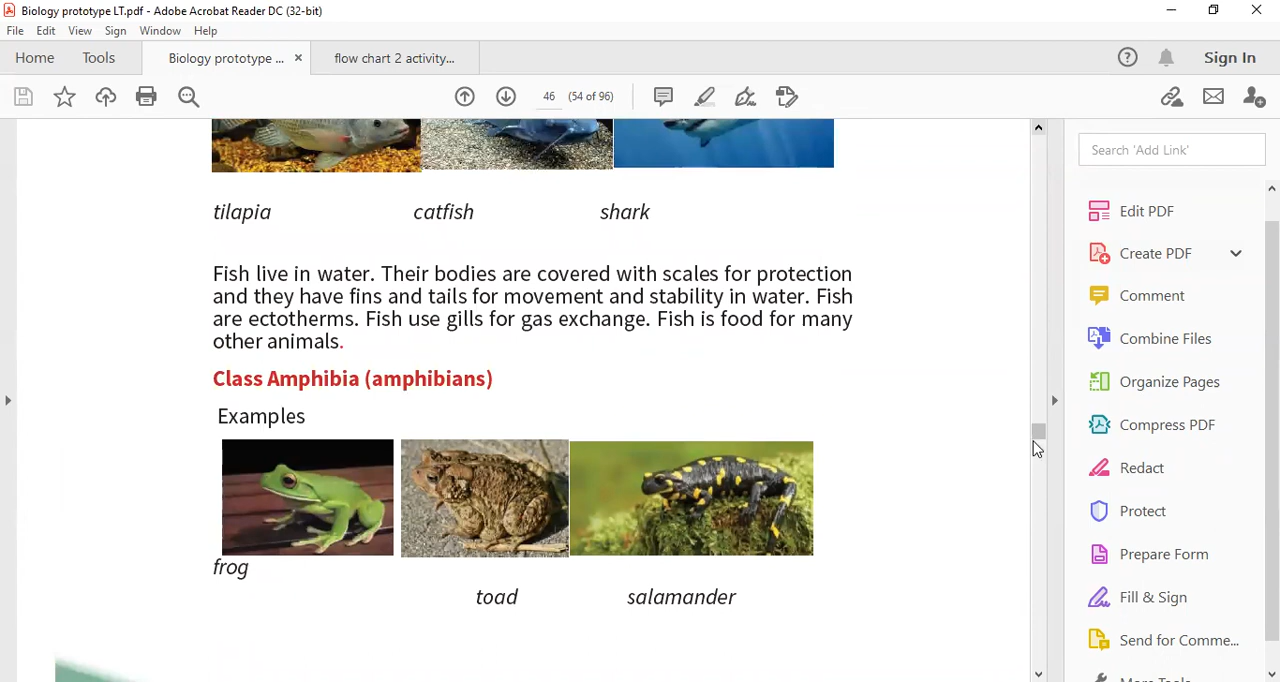 Biology prototype LT.pdf - Adobe Acrobat Reader DC (32-bit)
File Edit View Sign Window Help
Home Tools Biology prototype ... × flow chart 2 activity... Sign In
46 (54 of 96)
Search 'Add Link'
tilapia catfish shark
Fish live in water. Their bodies are covered with scales for protection
and they have fins and tails for movement and stability in water. Fish
are ectotherms. Fish use gills for gas exchange. Fish is food for many
other animals.
Class Amphibia (amphibians)
Examples
frog
toad salamander
Edit PDF
Create PDF
Comment
Combine Files
Organize Pages
Compress PDF
Redact
Protect
Prepare Form
Fill & Sign
Send for Comme...
More Tools